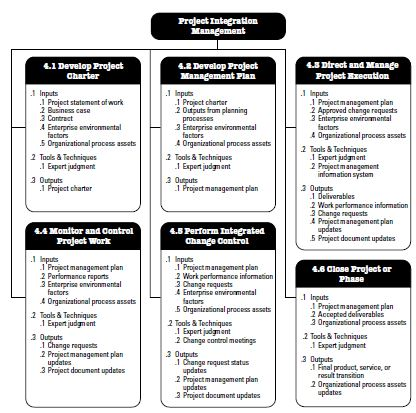 Project Integration
Management
4.1 Develop Project
Charter
.1 Inputs
.1 Project statement of work
.2 Business case
.3 Contract
.4 Enterprise environmental
factors
.5 Organizational process assets
.2 Tools & Techniques
.1 Expert judgment
.3 Outputs
.1 Project charter
4.2 Develop Project
Management Plan
.1 Inputs
.1 Project charter
.2 Outputs from planning
processes
.3 Enterprise environmental
factors
.4 Organizational process assets
.2 Tools & Techniques
.1 Expert judgment
.3 Outputs
.1 Project management plan
4.3 Direct and Manage
Project Execution
.1 Inputs
.1 Project management plan
.2 Approved change requests
.3 Enterprise environmental
factors
.4 Organizational process assets
.2 Tools & Techniques
.1 Expert judgment
.2 Project management
information system
.3 Outputs
.1 Deliverables
.2 Work performance information
.3 Change requests
.4 Project management plan
updates
.5 Project document updates
4.4 Monitor and Control
Project Work
.1 Inputs
.1 Project management plan
.2 Performance reports
.3 Enterprise environmental
factors
.4 Organizational process assets
.2 Tools & Techniques
.1 Expert judgment
.3 Outputs
.1 Change requests
.2 Project management plan
updates
.3 Project document updates
4.5 Perform Integrated
Change Control
.1 Inputs
.1 Project management plan
.2 Work performance information
.3 Change requests
.4 Enterprise environmental
factors
.5 Organizational process assets
.2 Tools & Techniques
.1 Expert judgment
.2 Change control meetings
.3 Outputs
.1 Change request status
updates
.2 Project management plan
updates
.3 Project document updates
4.6 Close Project or
Phase
.1 Inputs
.1 Project management plan
.2 Accepted deliverables
.3 Organizational process assets
.2 Tools & Techniques
.1 Expert judgment
.3 Outputs
.1 Final product, service, or
result transition
.2 Organizational process assets
updates